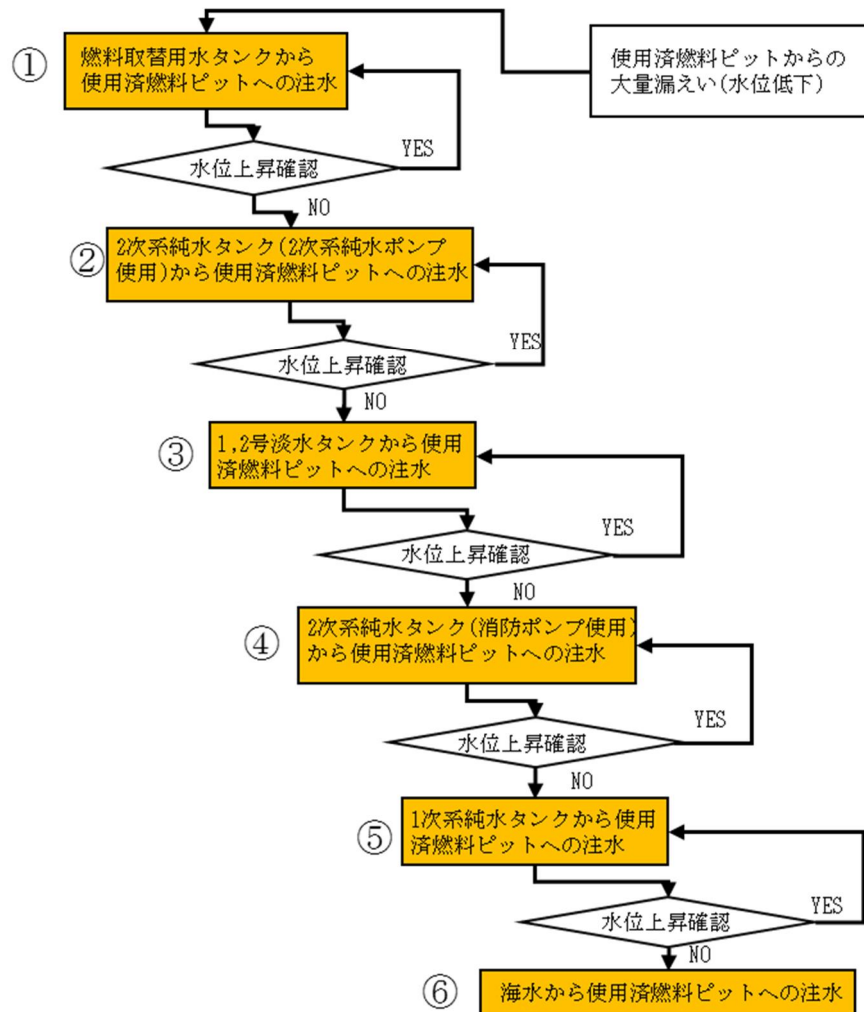 使用済燃料ピットからの
大量漏えい(水位低下)
①
燃料取替用水タンクから
使用済燃料ピットへの注水
水位上昇確認
YES
NO
②
2次系純水タンク(2次系純水ポンプ
使用)から使用済燃料ピットへの注水
水位上昇確認
YES
NO
③
1,2号淡水タンクから使用
済燃料ピットへの注水
水位上昇確認
YES
NO
④
2次系純水タンク(消防ポンプ使用)
から使用済燃料ピットへの注水
水位上昇確認
YES
NO
⑤
1次系純水タンクから使用
済燃料ピットへの注水
水位上昇確認
YES
NO
⑥
海水から使用済燃料ピットへの注水